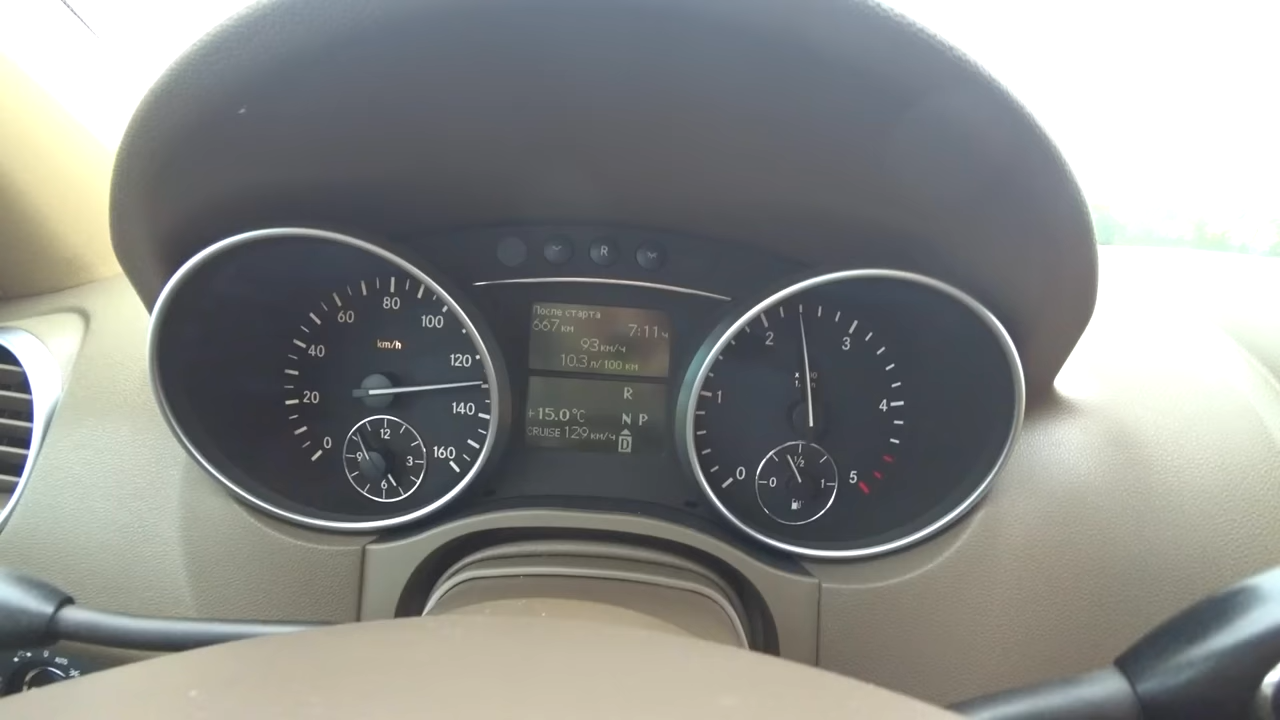 R
80
60
100
km/h
40
120
20
140
0
160
12
9
3
6
После старта
667 км 7:11 ч
93 км/ч
10.3 л/100 км
R
+15.0°C N P
CRUISE 129 км/ч D
2
3
1
4
0
5
1/2
0
1